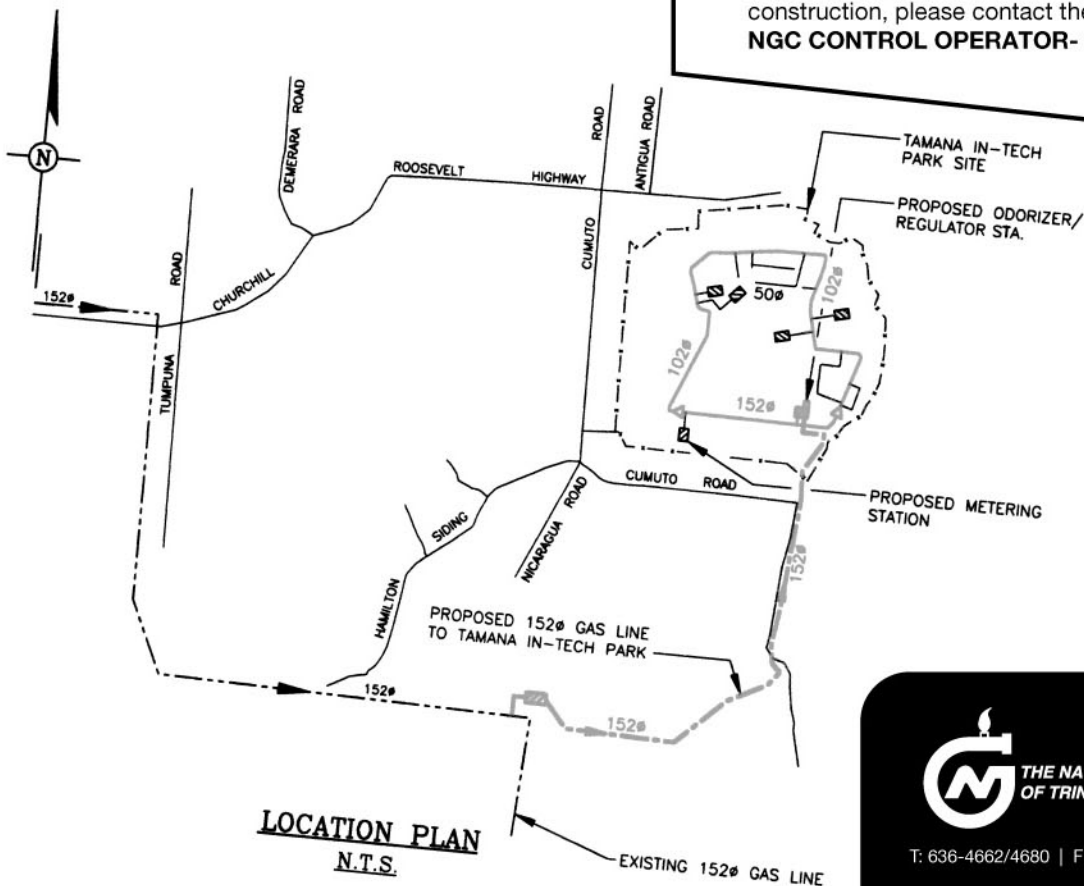 construction, please contact the
NGC CONTROL OPERATOR-
N
DEMERARA ROAD
ROAD
ANTIGUA ROAD
ROOSEVELT HIGHWAY
TAMANA IN-TECH
PARK SITE
PROPOSED ODORIZER/
REGULATOR STA.
CUMUTO
ROAD
CHURCHILL
152ø
TUMPUNA
50ø
102ø
102ø
152ø
CUMUTO ROAD
PROPOSED METERING
STATION
HAMILTON SIDING
NICARAGUA ROAD
152ø
PROPOSED 152ø GAS LINE
TO TAMANA IN-TECH PARK
152ø
152ø
LOCATION PLAN
N.T.S.
EXISTING 152ø GAS LINE
THE NA
OF TRIN
T: 636-4662/4680 | F